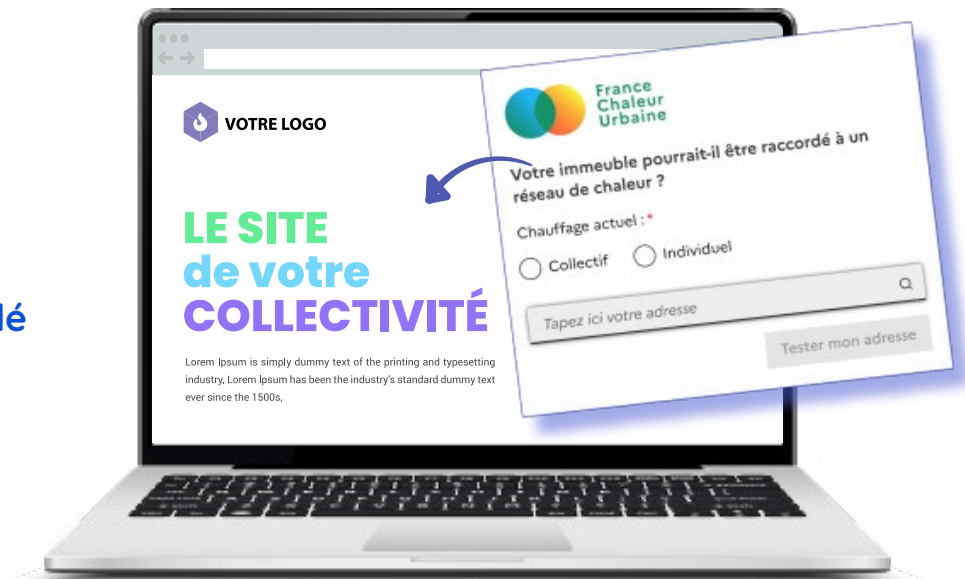 VOTRE LOGO
LE SITE
de votre
COLLECTIVITÉ
Lorem Ipsum is simply dummy text of the printing and typesetting
industry, Lorem Ipsum has been the industry's standard dummy text
ever since the 1500s,
France
Chaleur
Urbaine
Votre immeuble pourrait-il être raccordé à un
réseau de chaleur ?
Chauffage actuel : *
Collectif Individuel
Tapez ici votre adresse
Tester mon adresse